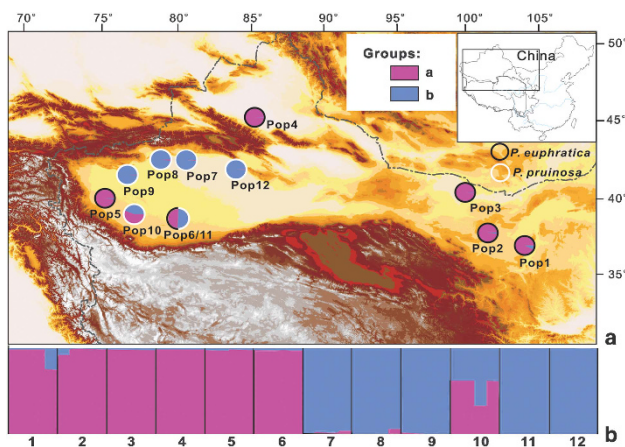 70° 75° 80° 85° 90° 95° 100° 105°
50°
45°
40°
35°
Groups:
a
b
China
P. euphratica
P. pruinosa
Pop4
Pop8
Pop7
Pop9
Pop12
Pop5
Pop10
Pop6/11
Pop3
Pop2
Pop1
a
1 2 3 4 5 6 7 8 9 10 11 12
b